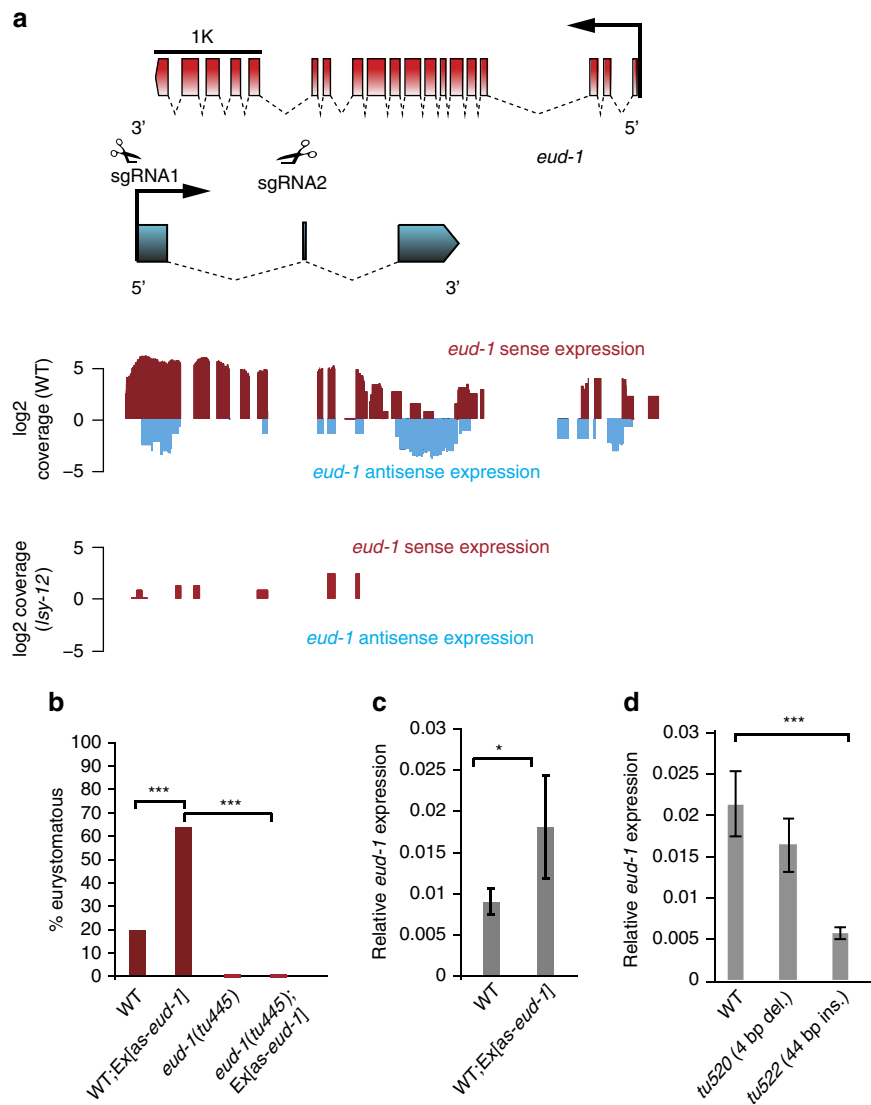 a
1K
3’
5’
eud-1
sgRNA1
sgRNA2
5’
3’
log2
coverage (WT)
5
0
−5
eud-1 sense expression
eud-1 antisense expression
log2 coverage
(lsy-12)
5
0
−5
eud-1 sense expression
eud-1 antisense expression
b
% eurystomatous
100
90
80
70
60
50
40
30
20
10
0
***
***
WT
WT;Ex[as-eud-1]
eud-1(tu445)
eud-1(tu445);
Ex[as-eud-1]
c
Relative eud-1 expression
0.03
0.025
0.02
0.015
0.01
0.005
0
*
WT
WT;Ex[as-eud-1]
d
Relative eud-1 expression
0.03
0.025
0.02
0.015
0.01
0.005
0
***
WT
tu520 (4 bp del.)
tu522 (44 bp ins.)